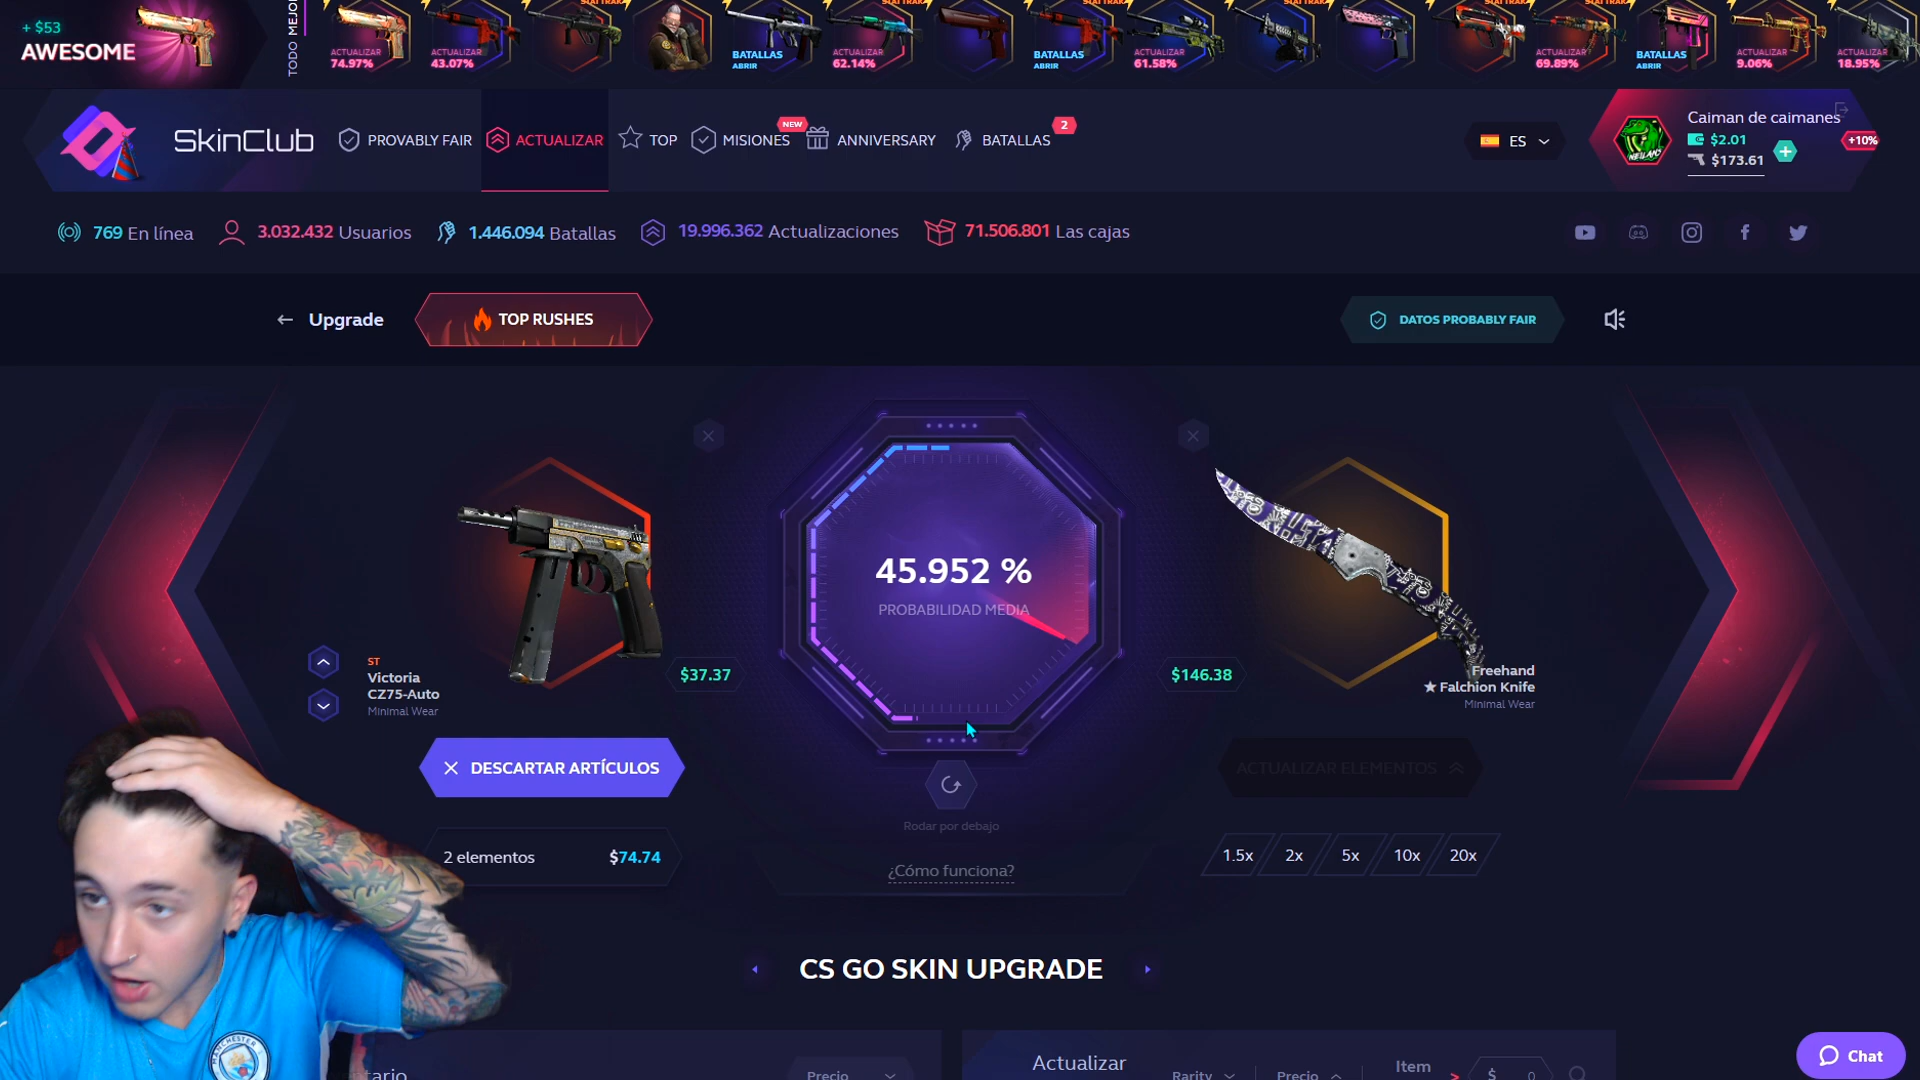 + $53
AWESOME
TODO MEJOR
ACTUALIZAR
74.97%
ACTUALIZAR
43.07%
BATALLAS
ABRIR
ACTUALIZAR
62.14%
BATALLAS
ABRIR
ACTUALIZAR
61.58%
ACTUALIZAR
69.89%
BATALLAS
ABRIR
ACTUALIZAR
9.06%
ACTUALIZAR
18.95%
SkinClub
PROVABLY FAIR
ACTUALIZAR
TOP
MISIONES
NEW
ANNIVERSARY
BATALLAS
2
ES
Caiman de caimanes
$2.01
$173.61
+10%
769 En línea
3.032.432 Usuarios
1.446.094 Batallas
19.996.362 Actualizaciones
71.506.801 Las cajas
← Upgrade
TOP RUSHES
DATOS PROBABLY FAIR
45.952 %
PROBABILIDAD MEDIA
ST
Victoria
CZ75-Auto
Minimal Wear
$37.37
$146.38
Freehand
★ Falchion Knife
Minimal Wear
DESCARTAR ARTÍCULOS
ACTUALIZAR ELEMENTOS
Rodar por debajo
2 elementos
$74.74
¿Cómo funciona?
1.5x
2x
5x
10x
20x
CS GO SKIN UPGRADE
MANCHESTER
Precio
Actualizar
Rarity
Precio
Item
$ 0
Chat